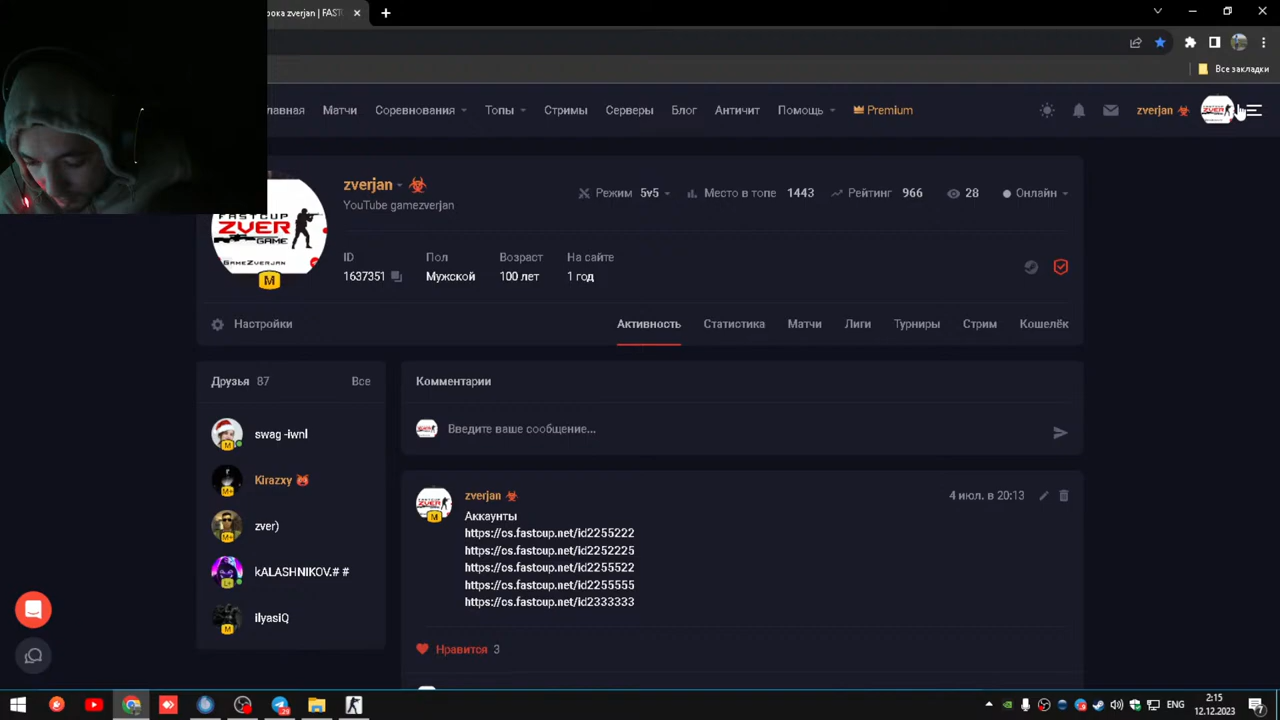 рока zverjan | FAST
Все закладки
лавная Матчи Соревнования Топы Стримы Серверы Блог Античит Помощь Premium zverjan
FASTCUP
ZVER
GAME
GAMEZVERJAN
M
zverjan
YouTube gamezverjan
Режим 5v5 Место в топе 1443 Рейтинг 966 28 Онлайн
ID Пол Возраст На сайте
1637351 Мужской 100 лет 1 год
Настройки Активность Статистика Матчи Лиги Турниры Стрим Кошелёк
Друзья 87 Все
swag -iwnl
M
Kirazxy
M+
zver)
M+
kALASHNIKOV.# #
L+
ilyasIQ
M
Комментарии
Введите ваше сообщение...
zverjan 4 июл. в 20:13
M
Аккаунты
https://cs.fastcup.net/id2255222
https://cs.fastcup.net/id2252225
https://cs.fastcup.net/id2255522
https://cs.fastcup.net/id2255555
https://cs.fastcup.net/id2333333
Нравится 3
29
ENG
2:15
12.12.2023